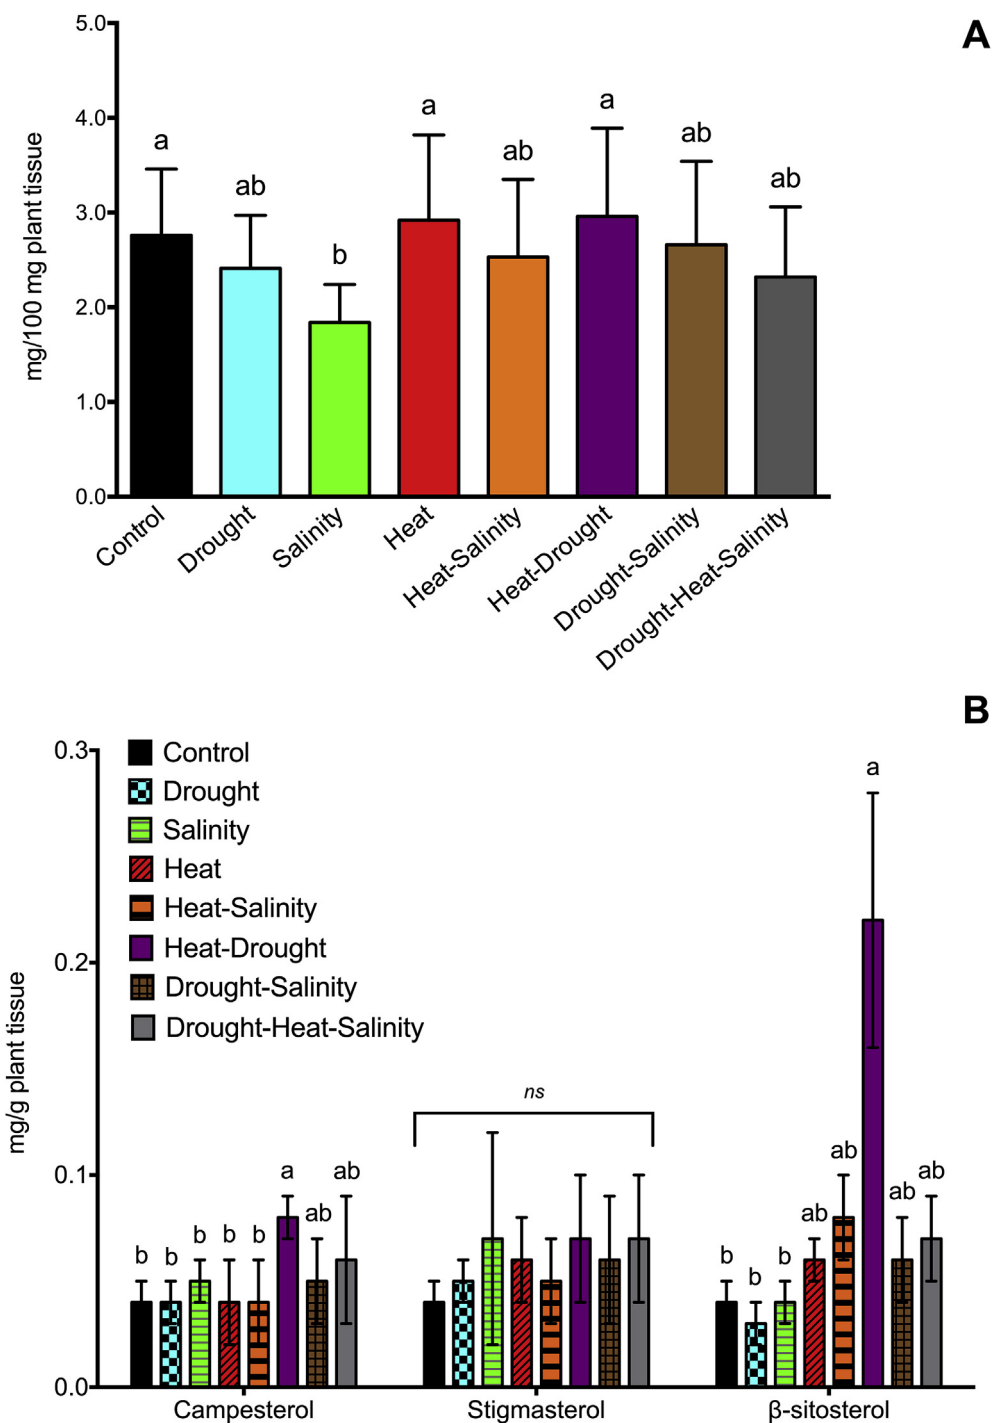 A
5.0
4.0
3.0
2.0
1.0
0.0
mg/100 mg plant tissue
a
ab
b
a
ab
a
ab
ab
Control
Drought
Salinity
Heat
Heat-Salinity
Heat-Drought
Drought-Salinity
Drought-Heat-Salinity
B
0.3
0.2
0.1
0.0
mg/g plant tissue
Control
Drought
Salinity
Heat
Heat-Salinity
Heat-Drought
Drought-Salinity
Drought-Heat-Salinity
b
b
b
b
b
a
ab
ab
ns
b
b
b
ab
ab
a
ab
ab
Campesterol
Stigmasterol
β-sitosterol